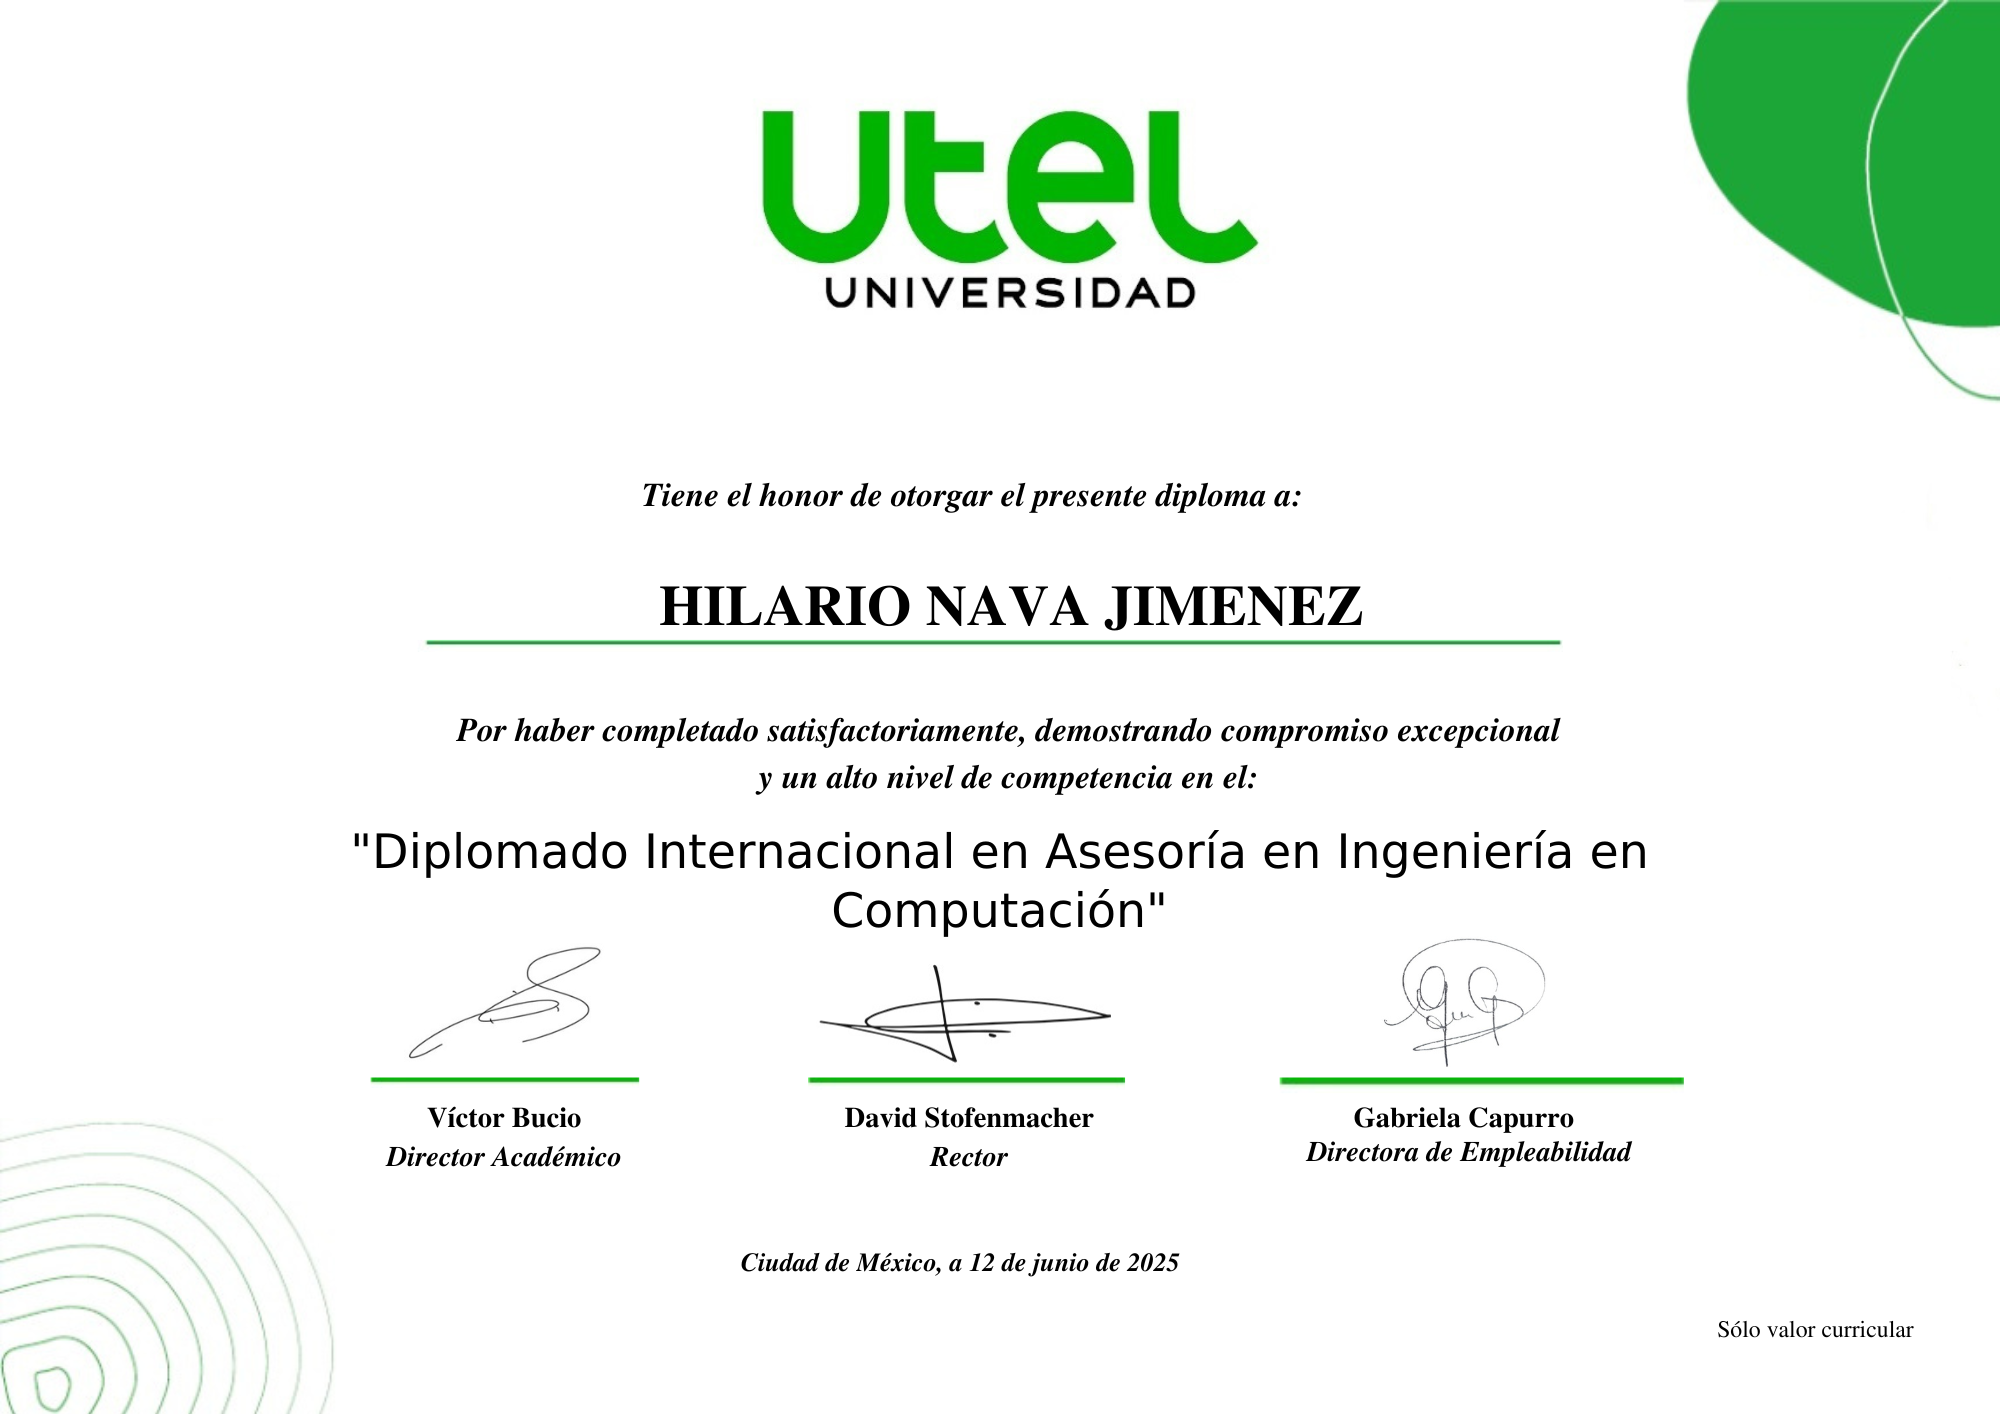 utel
UNIVERSIDAD
Tiene el honor de otorgar el presente diploma a:
HILARIO NAVA JIMENEZ
Por haber completado satisfactoriamente, demostrando compromiso excepcional
y un alto nivel de competencia en el:
"Diplomado Internacional en Asesoría en Ingeniería en
Computación"
Víctor Bucio
Director Académico
David Stofenmacher
Rector
Gabriela Capurro
Directora de Empleabilidad
Ciudad de México, a 12 de junio de 2025
Sólo valor curricular